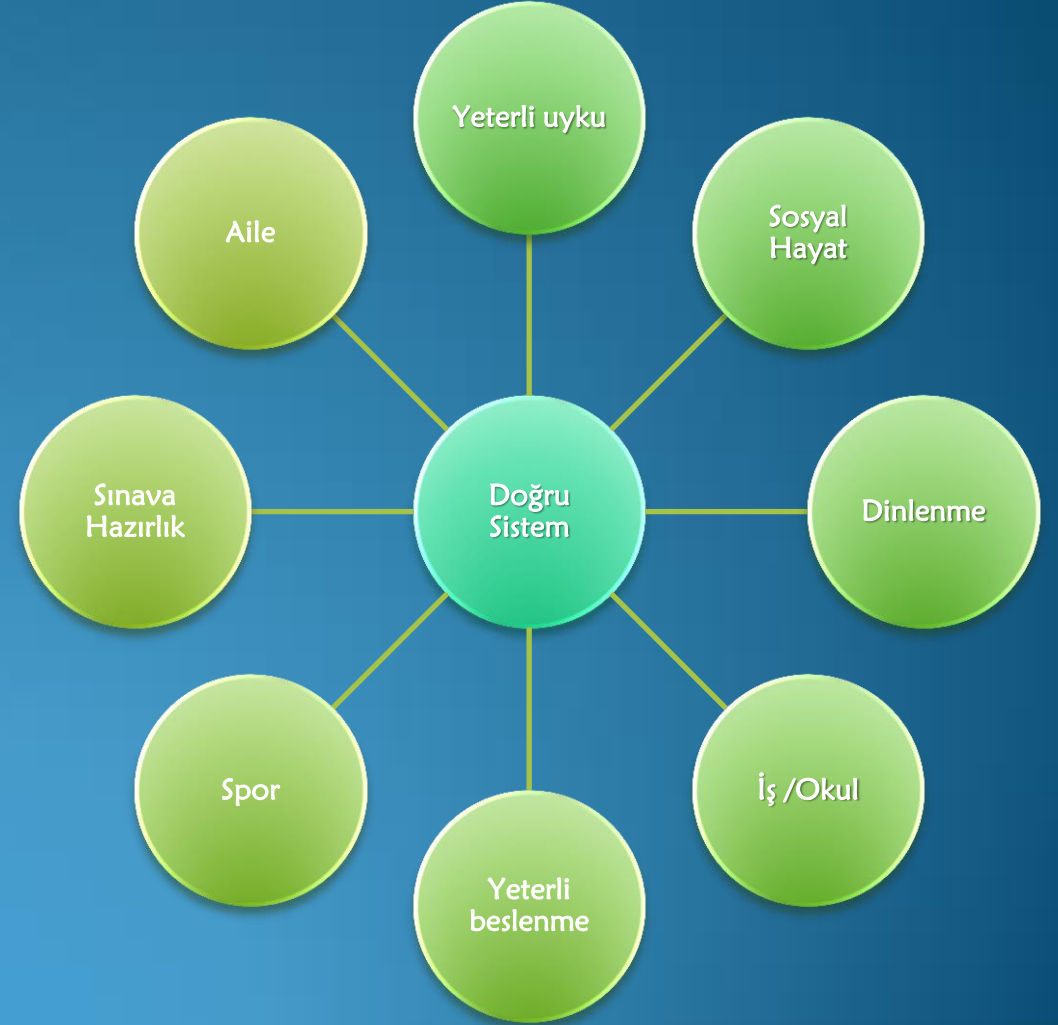 Yeterli uyku
Sosyal
Hayat
Dinlenme
İş /Okul
Yeterli
beslenme
Spor
Sınava
Hazırlık
Aile
Doğru
Sistem